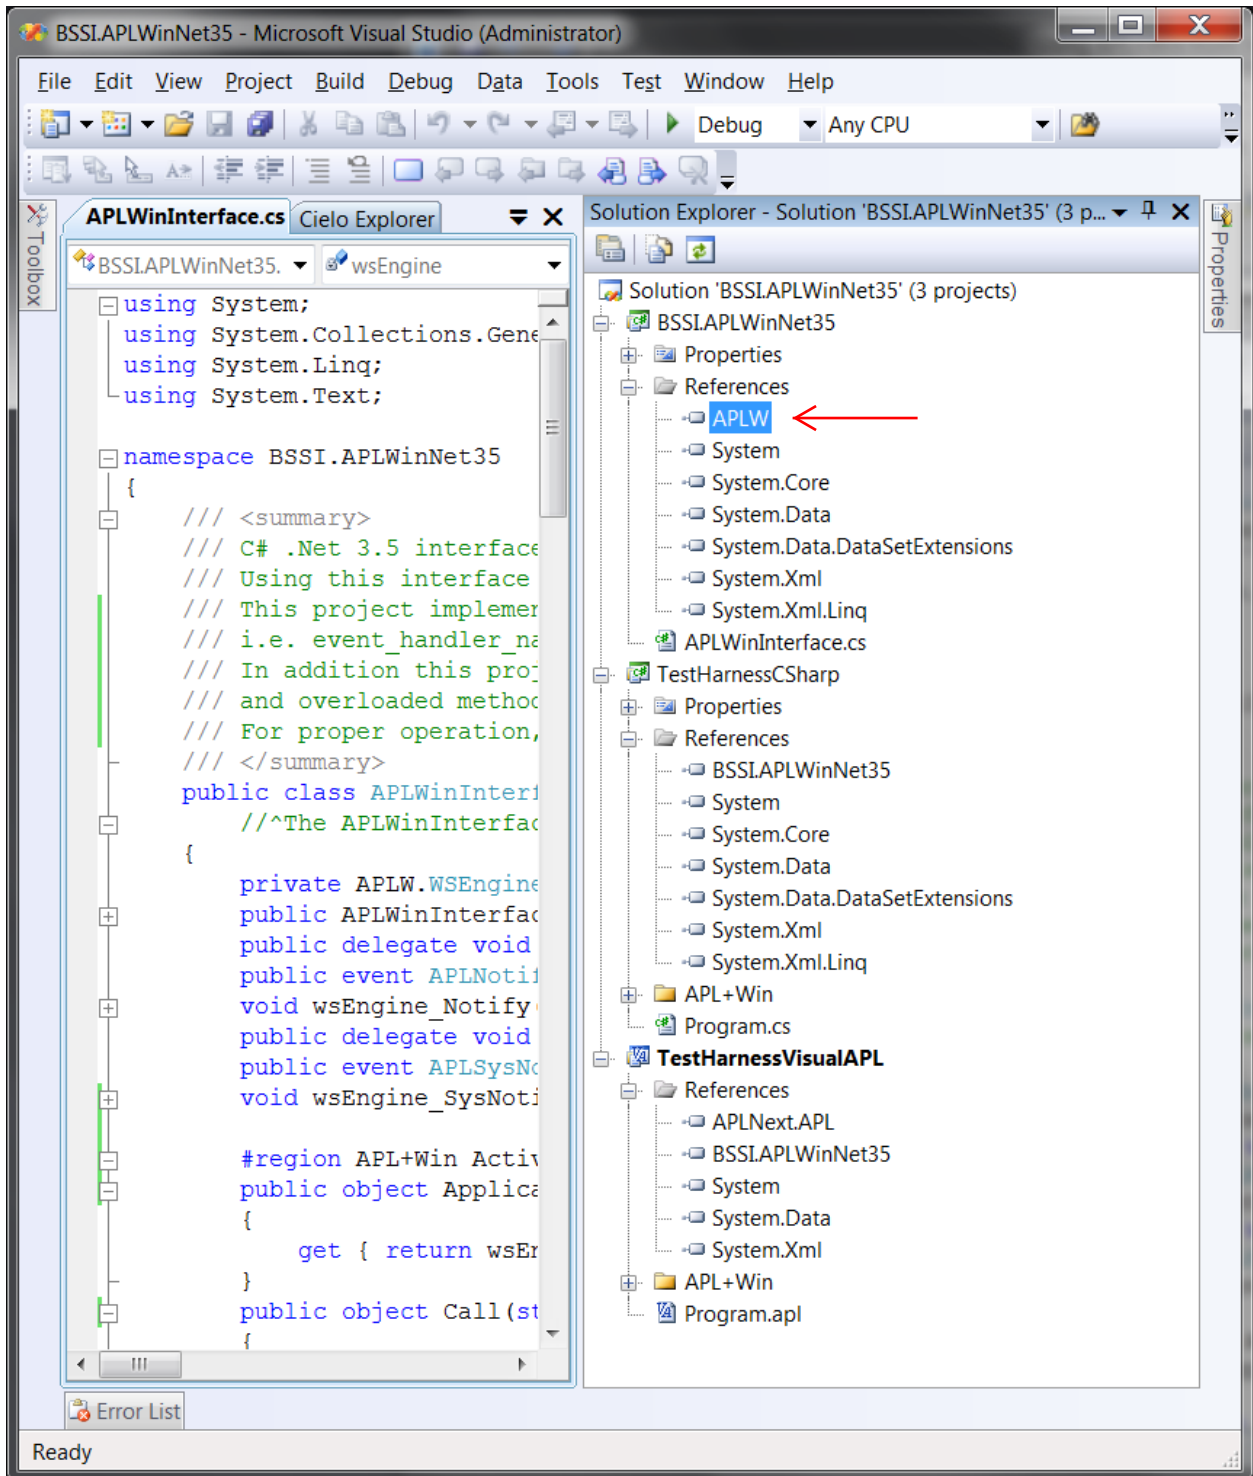 BSSI.APLWinNet35 - Microsoft Visual Studio (Administrator)
File Edit View Project Build Debug Data Tools Test Window Help
Debug Any CPU
Toolbox
APLWinInterface.cs Cielo Explorer
BSSI.APLWinNet35. wsEngine
using System;
using System.Collections.Gene
using System.Linq;
using System.Text;
namespace BSSI.APLWinNet35
{
/// <summary>
/// C# .Net 3.5 interface
/// Using this interface
/// This project implemen
/// i.e. event_handler_na
/// In addition this proj
/// and overloaded method
/// For proper operation,
/// </summary>
public class APLWinInterf
//^The APLWinInterfac
{
private APLW.WSEngine
public APLWinInterfac
public delegate void
public event APLNotif
void wsEngine_Notify(
public delegate void
public event APLSysNo
void wsEngine_SysNoti
#region APL+Win Activ
public object Applica
{
get { return wsEn
}
public object Call(st
{
Solution Explorer - Solution 'BSSI.APLWinNet35' (3 p...
Solution 'BSSI.APLWinNet35' (3 projects)
BSSI.APLWinNet35
Properties
References
APLW
System
System.Core
System.Data
System.Data.DataSetExtensions
System.Xml
System.Xml.Linq
APLWinInterface.cs
TestHarnessCSharp
Properties
References
BSSI.APLWinNet35
System
System.Core
System.Data
System.Data.DataSetExtensions
System.Xml
System.Xml.Linq
APL+Win
Program.cs
TestHarnessVisualAPL
References
APLNext.APL
BSSI.APLWinNet35
System
System.Data
System.Xml
APL+Win
Program.apl
Properties
Error List
Ready